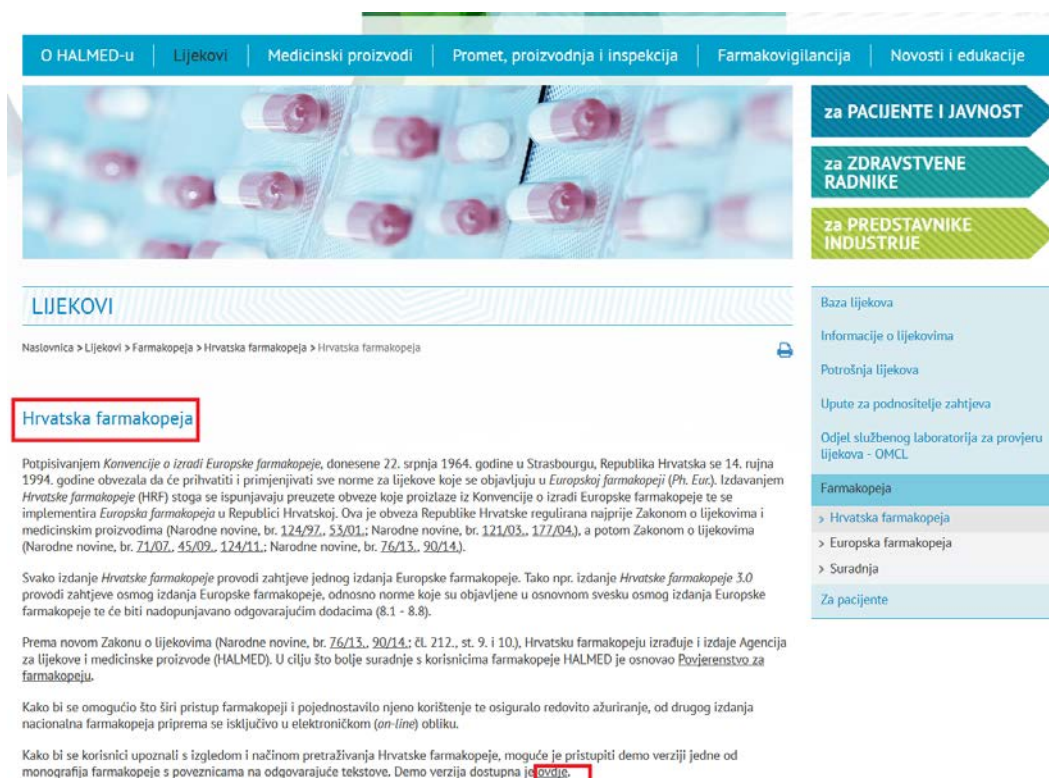 O HALMED-u
Lijekovi
Medicinski proizvodi
Promet, proizvodnja i inspekcija
Farmakovigilancija
Novosti i edukacije
za PACIJENTE I JAVNOST
za ZDRAVSTVENE
RADNIKE
za PREDSTAVNIKE
INDUSTRIJE
LIJEKOVI
Naslovnica > Lijekovi > Farmakopeja > Hrvatska farmakopeja > Hrvatska farmakopeja
Hrvatska farmakopeja
Potpisivanjem Konvencije o izradi Europske farmakopeje, donesene 22. srpnja 1964. godine u Strasbourgu, Republika Hrvatska se 14. rujna
1994. godine obvezala da će prihvatiti i primjenjivati sve norme za lijekove koje se objavljuju u Europskoj farmakopeji (Ph. Eur.). Izdavanjem
Hrvatske farmakopeje (HRF) stoga se ispunjavaju preuzete obveze koje proizlaze iz Konvencije o izradi Europske farmakopeje te se
implementira Europska farmakopeja u Republici Hrvatskoj. Ova je obveza Republike Hrvatske regulirana najprije Zakonom o lijekovima i
medicinskim proizvodima (Narodne novine, br. 124/97., 53/01.; Narodne novine, br. 121/03., 177/04.), a potom Zakonom o lijekovima
(Narodne novine, br. 71/07., 45/09., 124/11.; Narodne novine, br. 76/13., 90/14.).
Svako izdanje Hrvatske farmakopeje provodi zahtjeve jednog izdanja Europske farmakopeje. Tako npr. izdanje Hrvatske farmakopeje 3.0
provodi zahtjeve osmog izdanja Europske farmakopeje, odnosno norme koje su objavljene u osnovnom svesku osmog izdanja Europske
farmakopeje te će biti nadopunjavano odgovarajućim dodacima (8.1 - 8.8).
Prema novom Zakonu o lijekovima (Narodne novine, br. 76/13., 90/14.; čl. 212., st. 9. i 10.), Hrvatsku farmakopeju izrađuje i izdaje Agencija
za lijekove i medicinske proizvode (HALMED). U cilju što bolje suradnje s korisnicima farmakopeje HALMED je osnovao Povjerenstvo za
farmakopeju.
Kako bi se omogućio što širi pristup farmakopeji i pojednostavilo njeno korištenje te osiguralo redovito ažuriranje, od drugog izdanja
nacionalna farmakopeja priprema se isključivo u elektroničkom (on-line) obliku.
Kako bi se korisnici upoznali s izgledom i načinom pretraživanja Hrvatske farmakopeje, moguće je pristupiti demo verziji jedne od
monografija farmakopeje s poveznicama na odgovarajuće tekstove. Demo verzija dostupna je ovdje.
Baza lijekova
Informacije o lijekovima
Potrošnja lijekova
Upute za podnositelje zahtjeva
Odjel službenog laboratorija za provjeru
lijekova - OMCL
Farmakopeja
> Hrvatska farmakopeja
> Europska farmakopeja
> Suradnja
Za pacijente